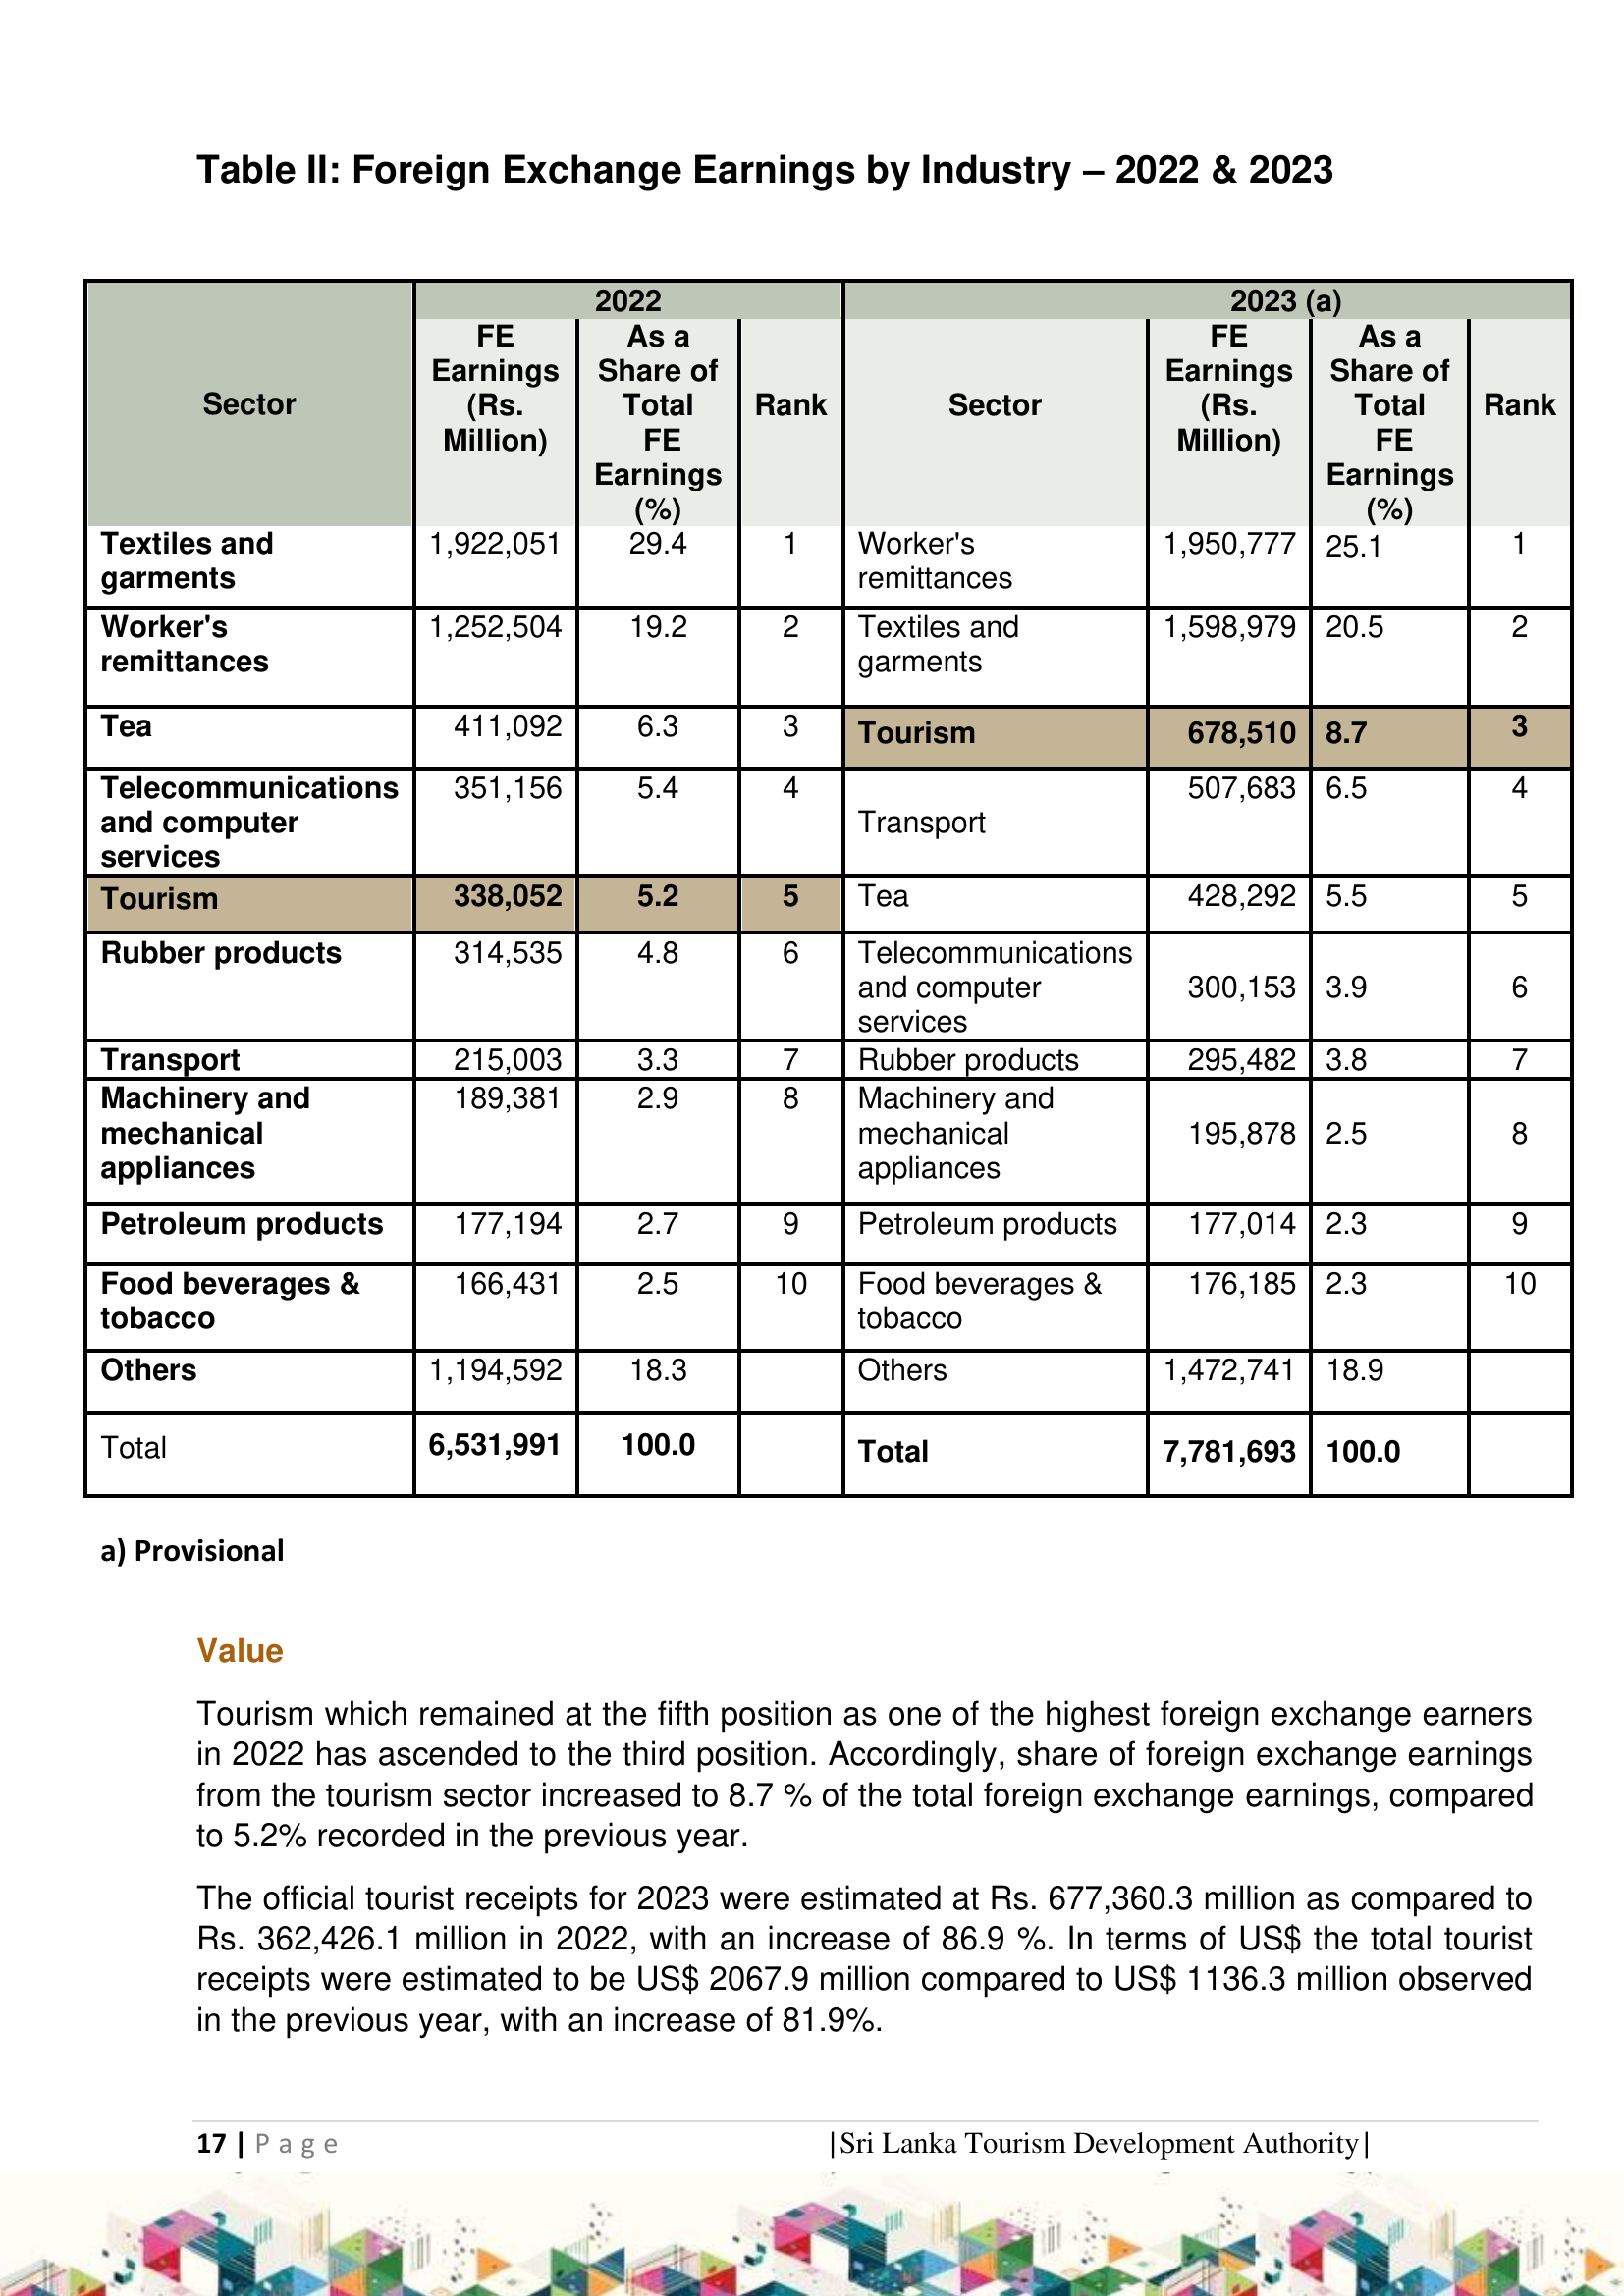 Table II: Foreign Exchange Earnings by Industry – 2022 & 2023
Sector
2022
2023 (a)
FE
Earnings
(Rs.
Million)
As a
Share of
Total
FE
Earnings
(%)
Rank
Sector
FE
Earnings
(Rs.
Million)
As a
Share of
Total
FE
Earnings
(%)
Rank
Textiles and
garments
1,922,051 29.4 1
Worker's
remittances
1,950,777 25.1 1
Worker's
remittances
1,252,504 19.2 2
Textiles and
garments
1,598,979 20.5 2
Tea 411,092 6.3 3 Tourism 678,510 8.7 3
Telecommunications
and computer
services
351,156 5.4 4
Transport
507,683 6.5 4
Tourism 338,052 5.2 5 Tea 428,292 5.5 5
Rubber products 314,535 4.8 6
Telecommunications
and computer
services
300,153 3.9 6
Transport 215,003 3.3 7 Rubber products 295,482 3.8 7
Machinery and
mechanical
appliances
189,381 2.9 8
Machinery and
mechanical
appliances
195,878 2.5 8
Petroleum products 177,194 2.7 9 Petroleum products 177,014 2.3 9
Food beverages &
tobacco
166,431 2.5 10
Food beverages &
tobacco
176,185 2.3 10
Others 1,194,592 18.3 Others 1,472,741 18.9
Total 6,531,991 100.0 Total 7,781,693 100.0
a) Provisional
Value
Tourism which remained at the fifth position as one of the highest foreign exchange earners
in 2022 has ascended to the third position. Accordingly, share of foreign exchange earnings
from the tourism sector increased to 8.7 % of the total foreign exchange earnings, compared
to 5.2% recorded in the previous year.
The official tourist receipts for 2023 were estimated at Rs. 677,360.3 million as compared to
Rs. 362,426.1 million in 2022, with an increase of 86.9 %. In terms of US$ the total tourist
receipts were estimated to be US$ 2067.9 million compared to US$ 1136.3 million observed
in the previous year, with an increase of 81.9%.
17 | Page |Sri Lanka Tourism Development Authority|